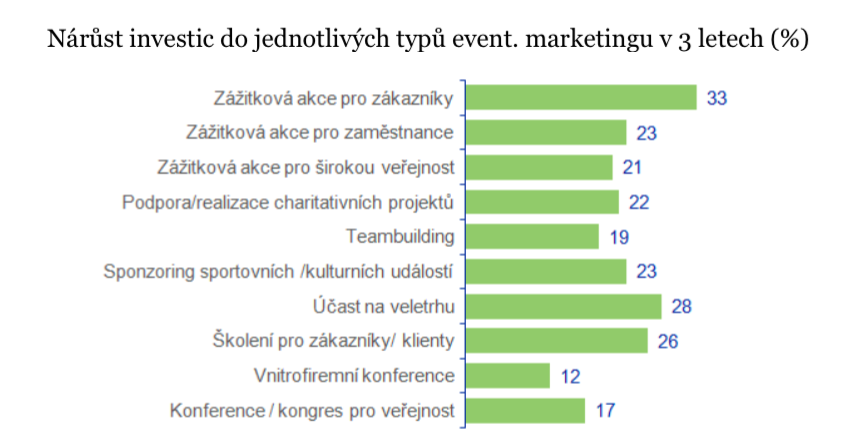 Nárůst investic do jednotlivých typů event. marketingu v 3 letech (%)
Zážitková akce pro zákazníky 33
Zážitková akce pro zaměstnance 23
Zážitková akce pro širokou veřejnost 21
Podpora/realizace charitativních projektů 22
Teambuilding 19
Sponzoring sportovních /kulturních událostí 23
Účast na veletrhu 28
Školení pro zákazníky/ klienty 26
Vnitrofiremní konference 12
Konference / kongres pro veřejnost 17